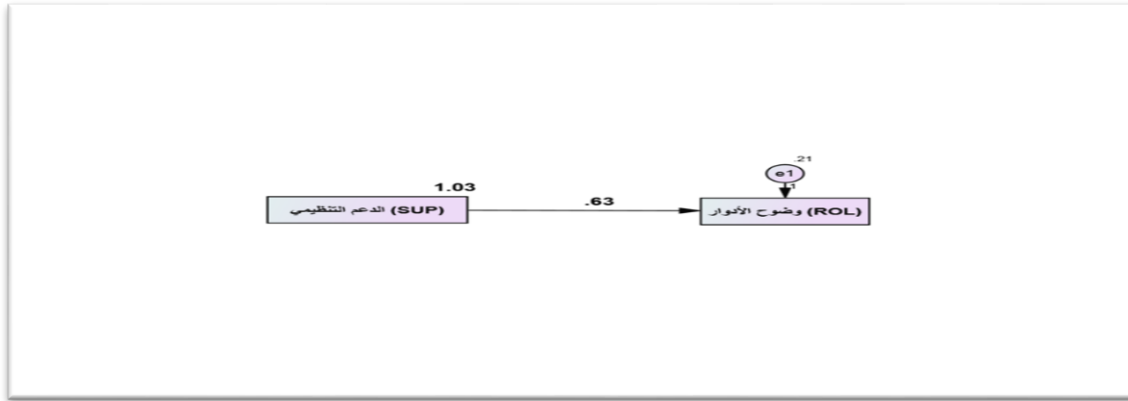 .21
e1
1
1.03
.63
الدعم التنظيمي (SUP)
وضوح الأدوار (ROL)